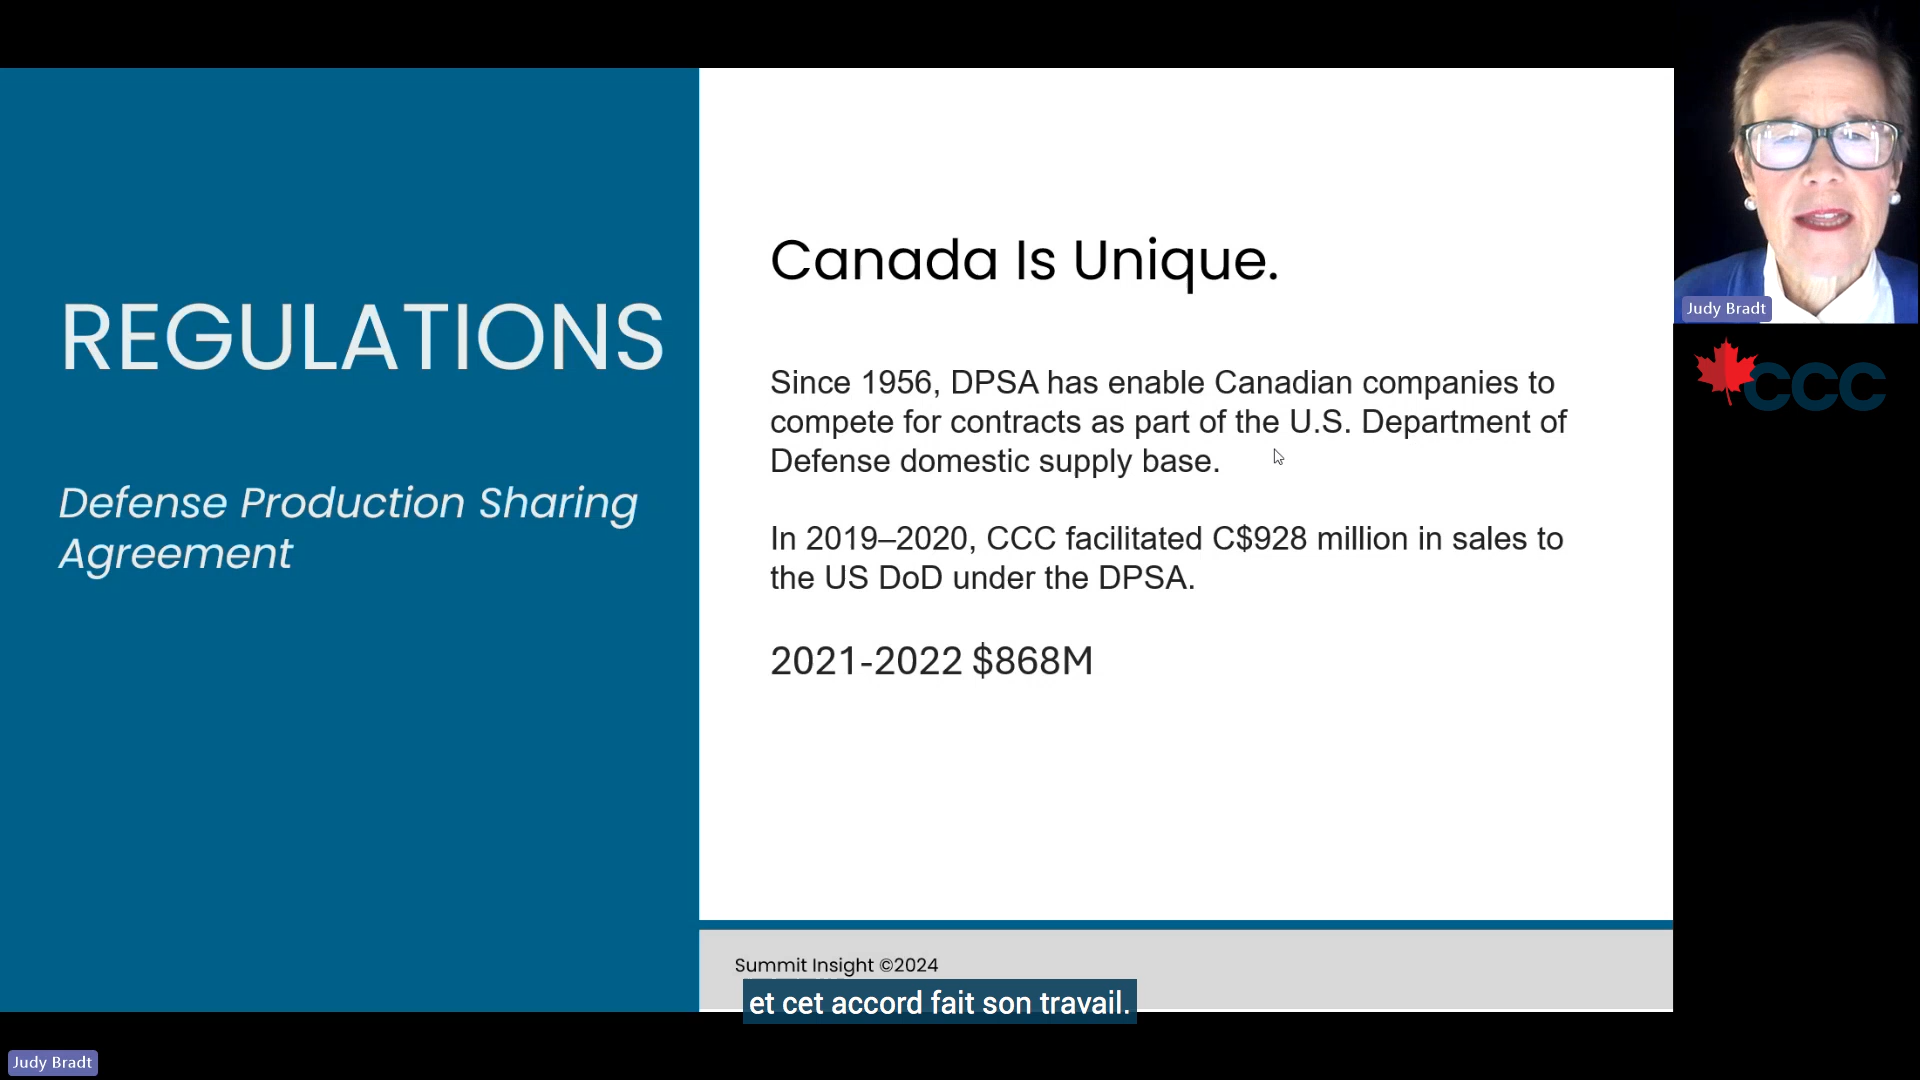 REGULATIONS
Defense Production Sharing
Agreement
Canada Is Unique.
Since 1956, DPSA has enable Canadian companies to
compete for contracts as part of the U.S. Department of
Defense domestic supply base.
In 2019–2020, CCC facilitated C$928 million in sales to
the US DoD under the DPSA.
2021-2022 $868M
Summit Insight ©2024
et cet accord fait son travail.
Judy Bradt
CCC
Judy Bradt